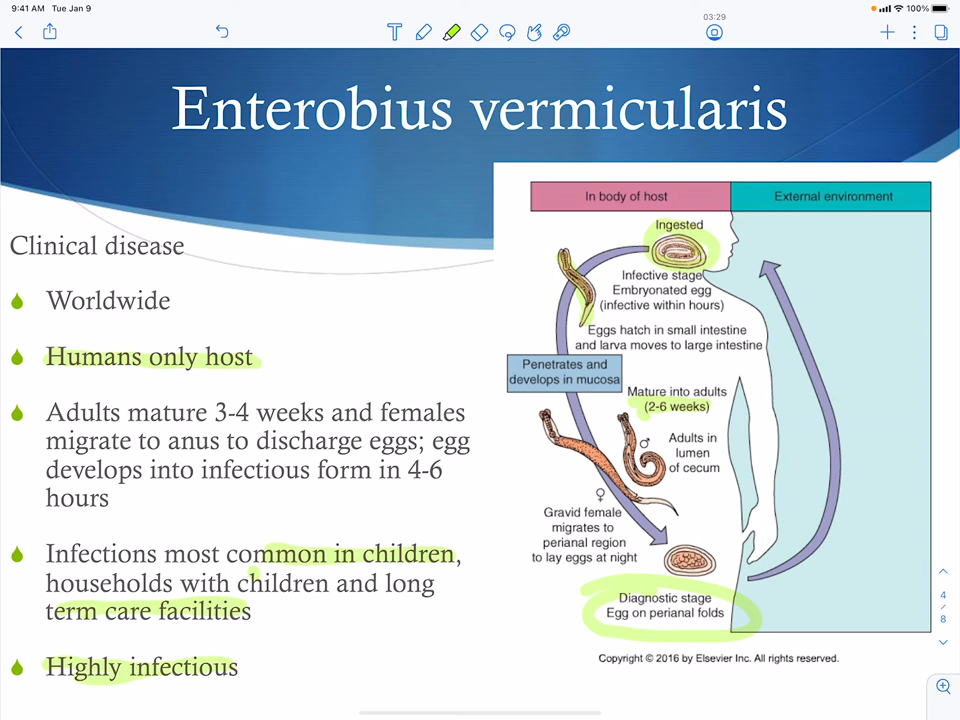 9:41 AM Tue Jan 9
100%
03:29
Enterobius vermicularis
Clinical disease
Worldwide
Humans only host
Adults mature 3-4 weeks and females
migrate to anus to discharge eggs; egg
develops into infectious form in 4-6
hours
Infections most common in children,
households with children and long
term care facilities
Highly infectious
In body of host
External environment
Ingested
Infective stage
Embryonated egg
(infective within hours)
Eggs hatch in small intestine
and larva moves to large intestine
Penetrates and
develops in mucosa
Mature into adults
(2-6 weeks)
♂
Adults in
lumen
of cecum
♀
Gravid female
migrates to
perianal region
to lay eggs at night
Diagnostic stage
Egg on perianal folds
Copyright © 2016 by Elsevier Inc. All rights reserved.
4
/
8